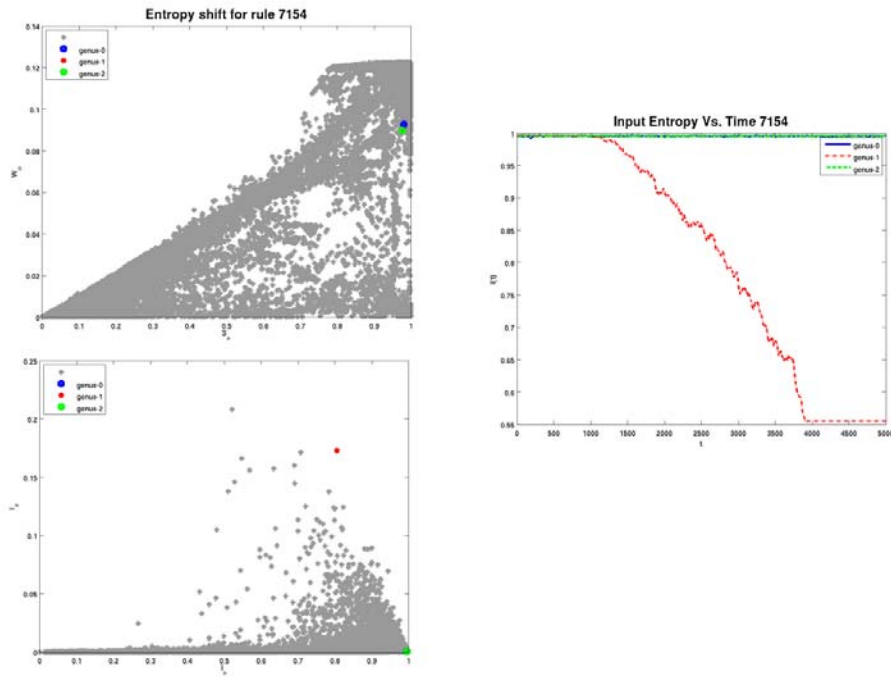 Entropy shift for rule 7154
0.14
0.12
0.1
0.08
0.06
0.04
0.02
0
genus-0
genus-1
genus-2
0 0.1 0.2 0.3 0.4 0.5 0.6 0.7 0.8 0.9 1
Input Entropy Vs. Time 7154
1
0.95
0.9
0.85
0.8
0.75
0.7
0.65
0.6
0.55
genus-0
genus-1
genus-2
0 500 1000 1500 2000 2500 3000 3500 4000 4500 5000
t
I(t)
0.25
0.2
0.15
0.1
0.05
0
genus-0
genus-1
genus-2
0 0.1 0.2 0.3 0.4 0.5 0.6 0.7 0.8 0.9 1